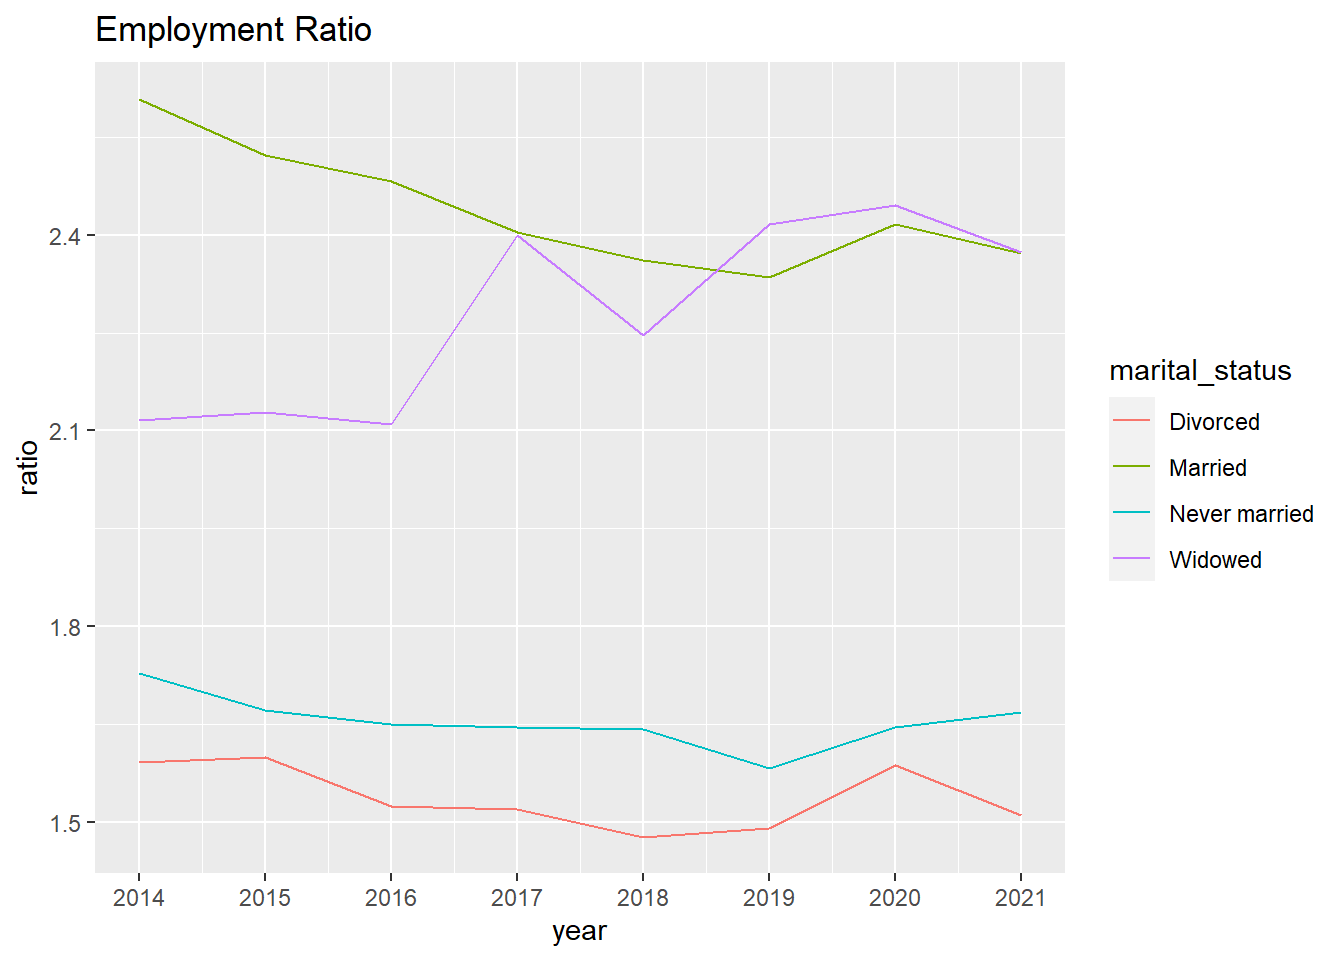 Employment Ratio
2.4
2.1
1.8
1.5
ratio
2014 2015 2016 2017 2018 2019 2020 2021
year
marital_status
Divorced
Married
Never married
Widowed